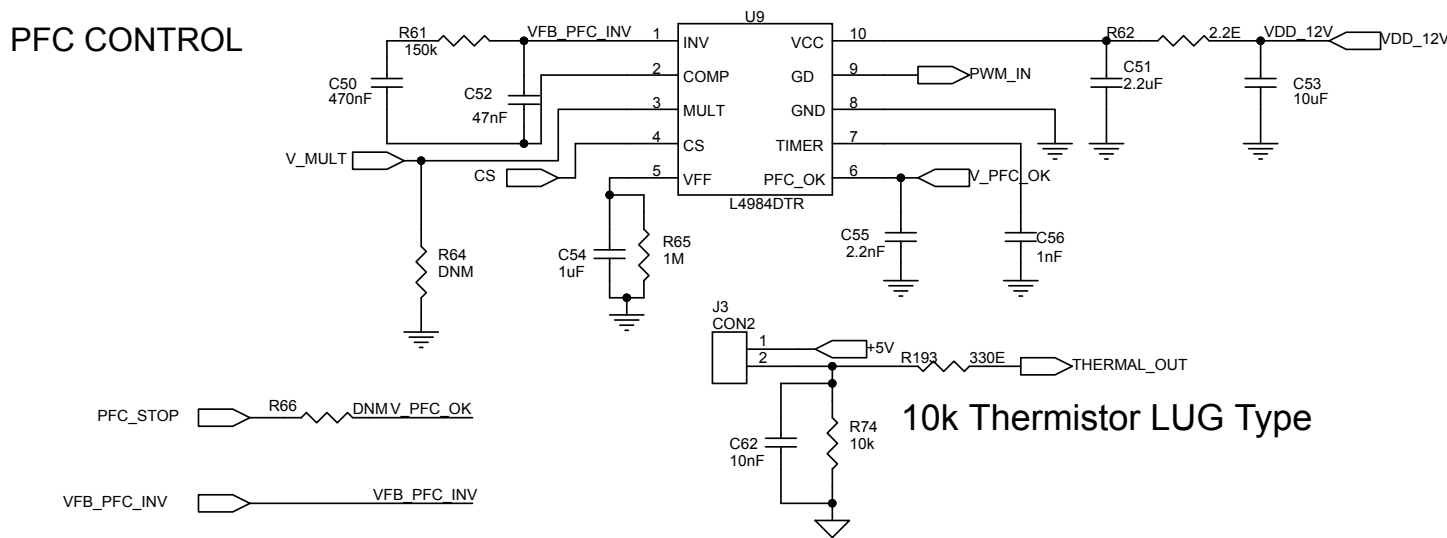 PFC CONTROL
U9
R61
150k
VFB_PFC_INV
1
INV
VCC
10
R62
2.2E
VDD_12V
VDD_12V
C50
470nF
C52
47nF
2
COMP
GD
9
PWM_IN
C51
2.2uF
C53
10uF
3
MULT
GND
8
V_MULT
4
CS
TIMER
7
CS
5
VFF
PFC_OK
6
V_PFC_OK
L4984DTR
R64
DNM
C54
1uF
R65
1M
C55
2.2nF
C56
1nF
J3
CON2
1
+5V
2
R193
330E
THERMAL_OUT
PFC_STOP
R66
DNM
V_PFC_OK
C62
10nF
R74
10k
10k Thermistor LUG Type
VFB_PFC_INV
VFB_PFC_INV